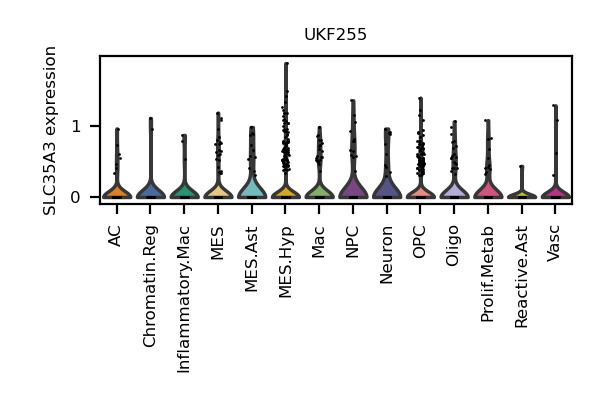 UKF255
SLC35A3 expression
1
0
AC
Chromatin.Reg
Inflammatory.Mac
MES
MES.Ast
MES.Hyp
Mac
NPC
Neuron
OPC
Oligo
Prolif.Metab
Reactive.Ast
Vasc